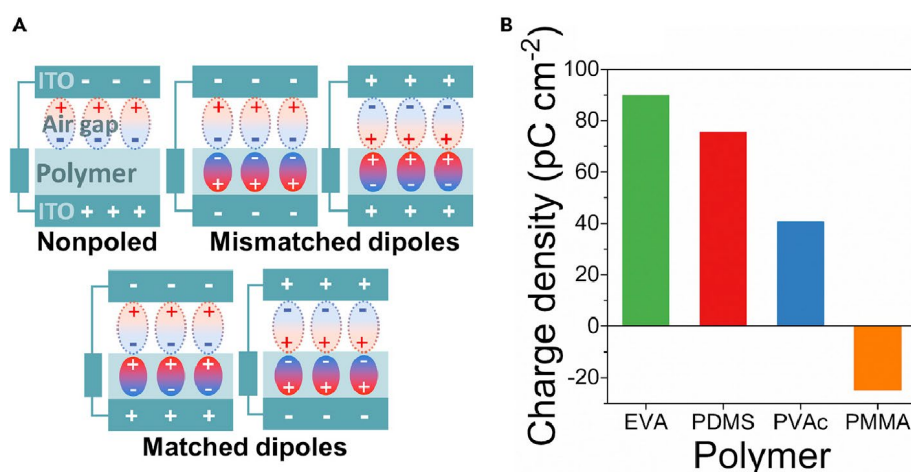 A
ITO - - -
+ + +
Air gap
- - -
Polymer
ITO + + +
Nonpoled
- - -
+ + +
- - -
- - -
+ + +
- - -
+ + +
- - -
+ + +
+ + +
- - -
+ + +
Mismatched dipoles
- - -
+ + +
- - -
+ + +
- - -
+ + +
+ + +
- - -
+ + +
- - -
+ + +
- - -
Matched dipoles
B
Charge density (pC cm⁻²)
100
80
60
40
20
0
-20
EVA PDMS PVAc PMMA
Polymer